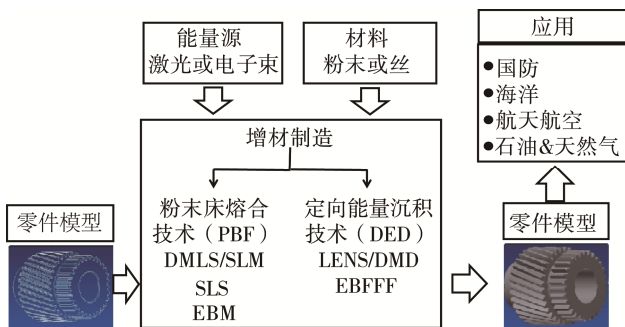 能量源
激光或电子束
材料
粉末或丝
应用
●国防
●海洋
●航天航空
●石油&天然气
增材制造
粉末床熔合
技术（PBF）
DMLS/SLM
SLS
EBM
定向能量沉积
技术（DED）
LENS/DMD
EBFFF
零件模型
零件模型